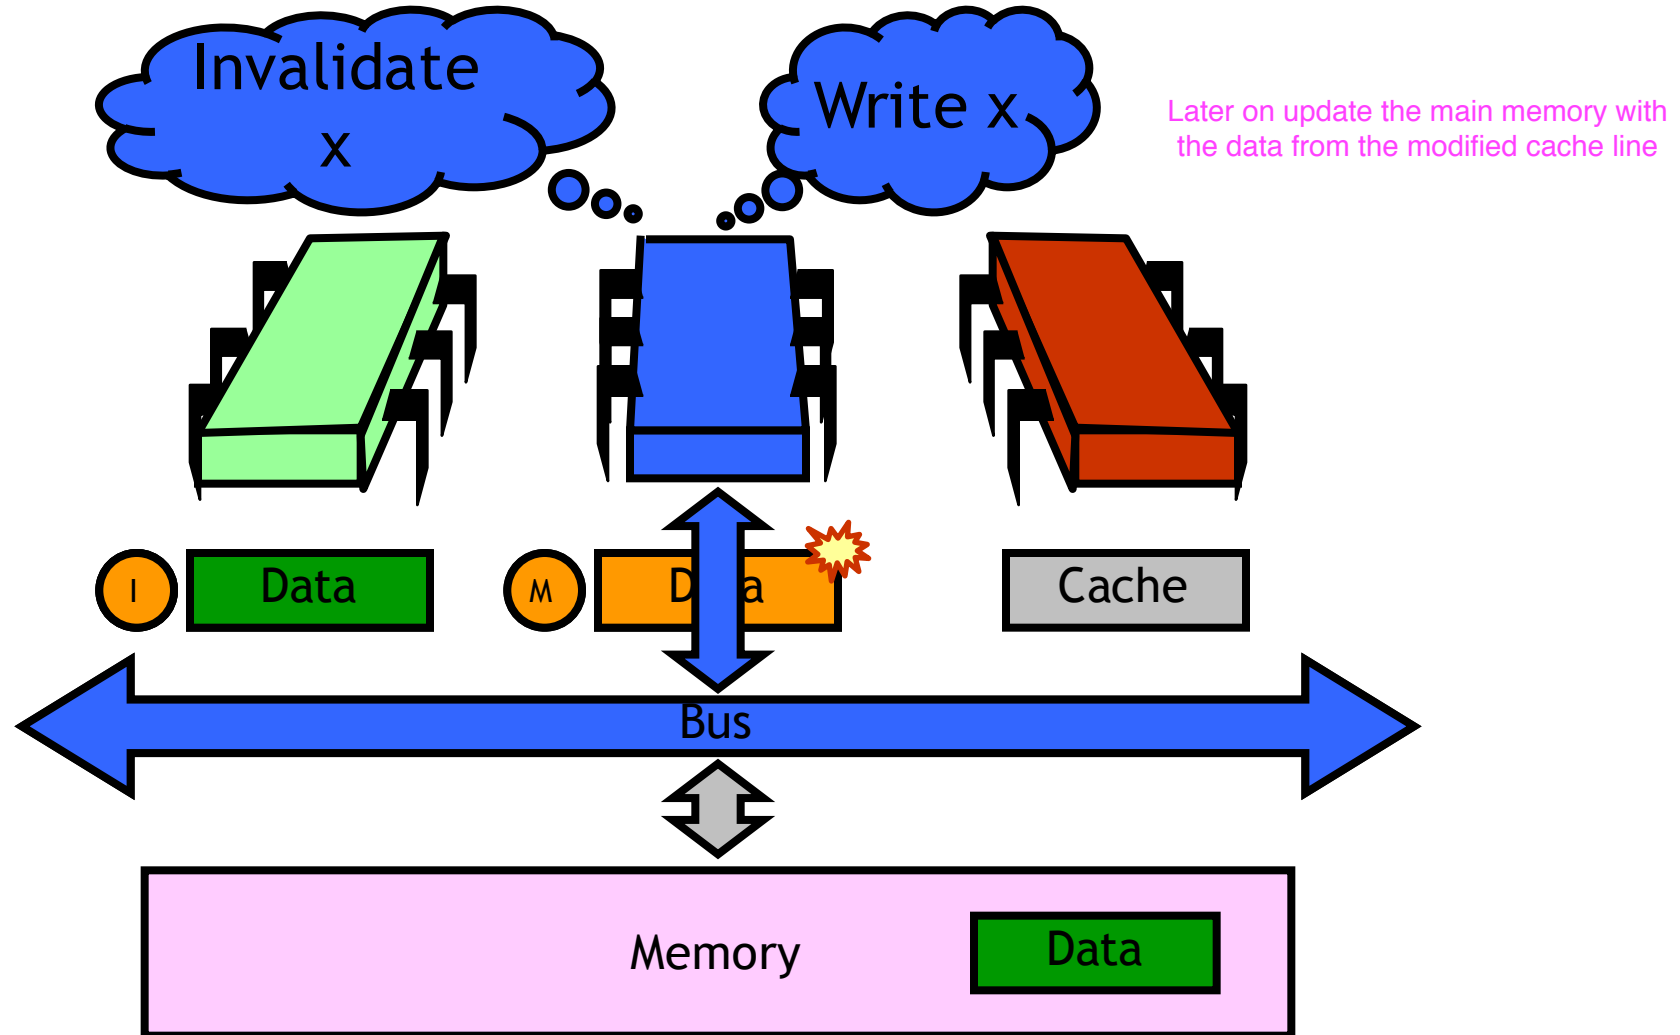 Invalidate
x
Write x
Later on update the main memory with
the data from the modified cache line
I
Data
M
Data
Cache
Bus
Memory
Data